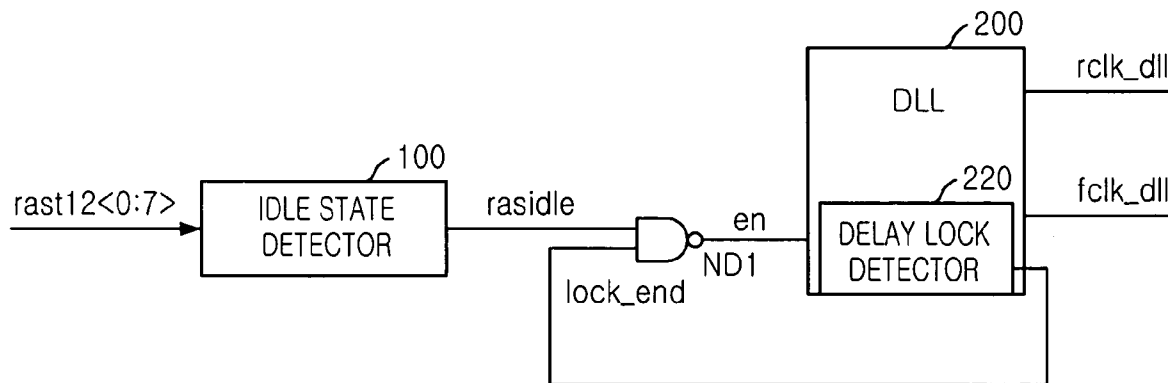 200
rclk_dll
DLL
100
220
rast12<0:7>
IDLE STATE
DETECTOR
rasidle
en
ND1
lock_end
DELAY LOCK
DETECTOR
fclk_dll